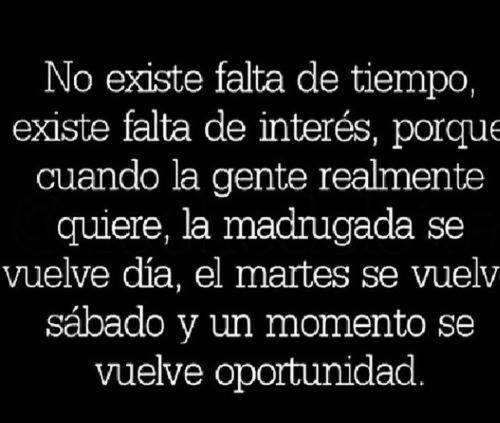 No existe falta de tiempo,
existe falta de interés, porque
cuando la gente realmente
quiere, la madrugada se
vuelve día, el martes se vuelv
sábado y un momento se
vuelve oportunidad.